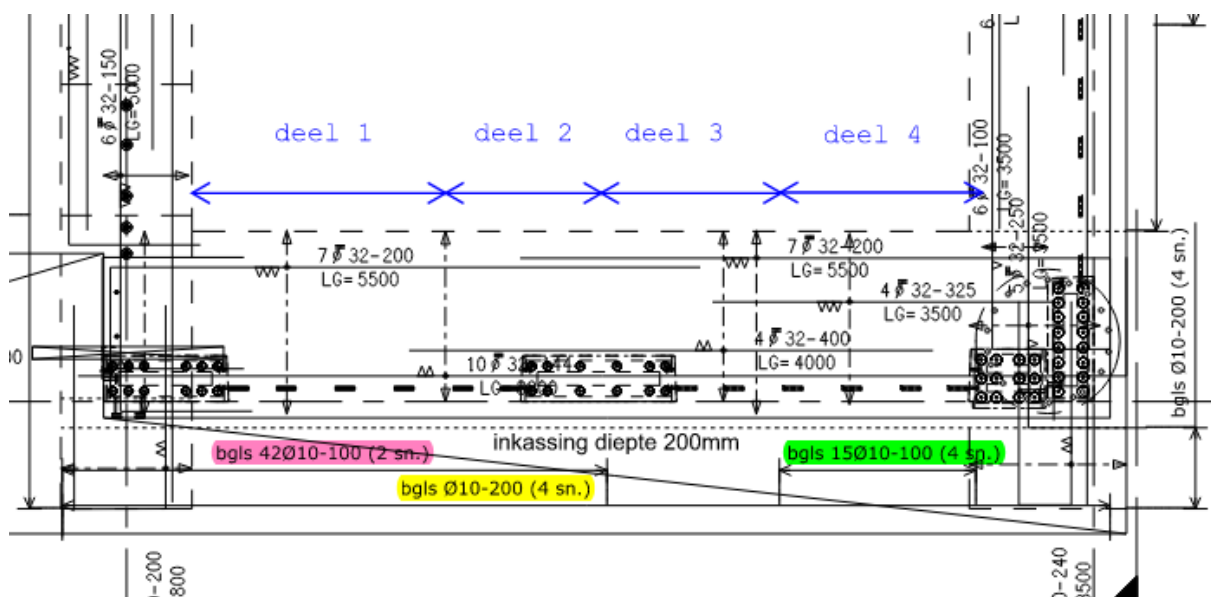 6
6 32-150
LG=5000
deel 1
deel 2
deel 3
deel 4
6 32-100
LG=3500
7 32-200
LG=5500
7 32-200
LG=5500
4 32-325
LG=3500
4 32-400
LG=4000
bgls Ø10-200 (4 sn.)
inkassing diepte 200mm
bgls 42Ø10-100 (2 sn.)
bgls 15Ø10-100 (4 sn.)
bgls Ø10-200 (4 sn.)